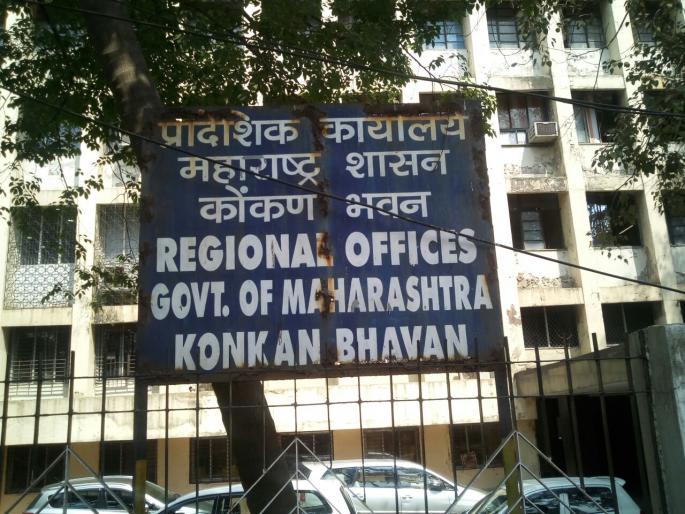 प्रादेशिक कार्यालये
महाराष्ट्र शासन
कोंकण भवन
REGIONAL OFFICES
GOVT. OF MAHARASHTRA
KONKAN BHAVAN